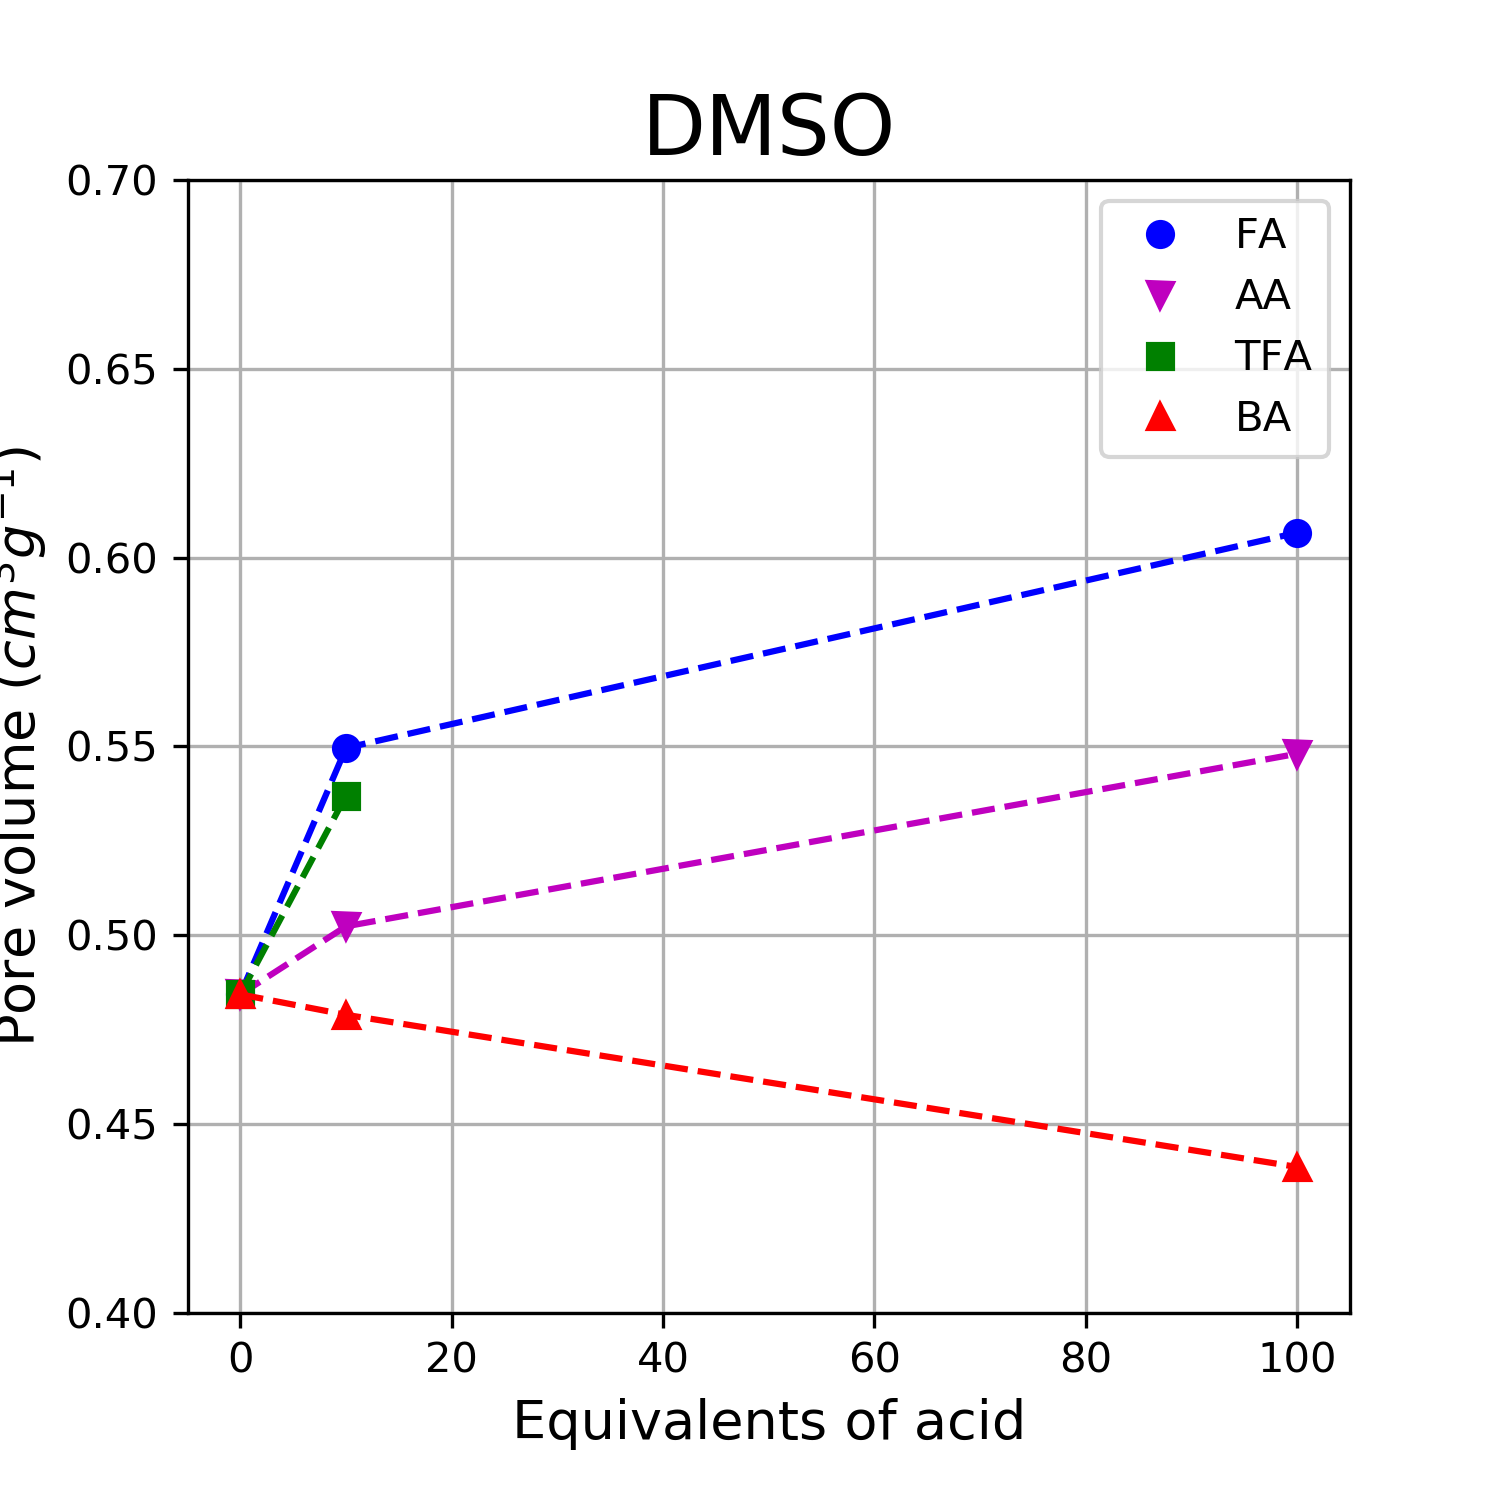 DMSO
0.70
0.65
0.60
0.55
0.50
0.45
0.40
Pore volume (cm³g⁻¹)
FA
AA
TFA
BA
0 20 40 60 80 100
Equivalents of acid